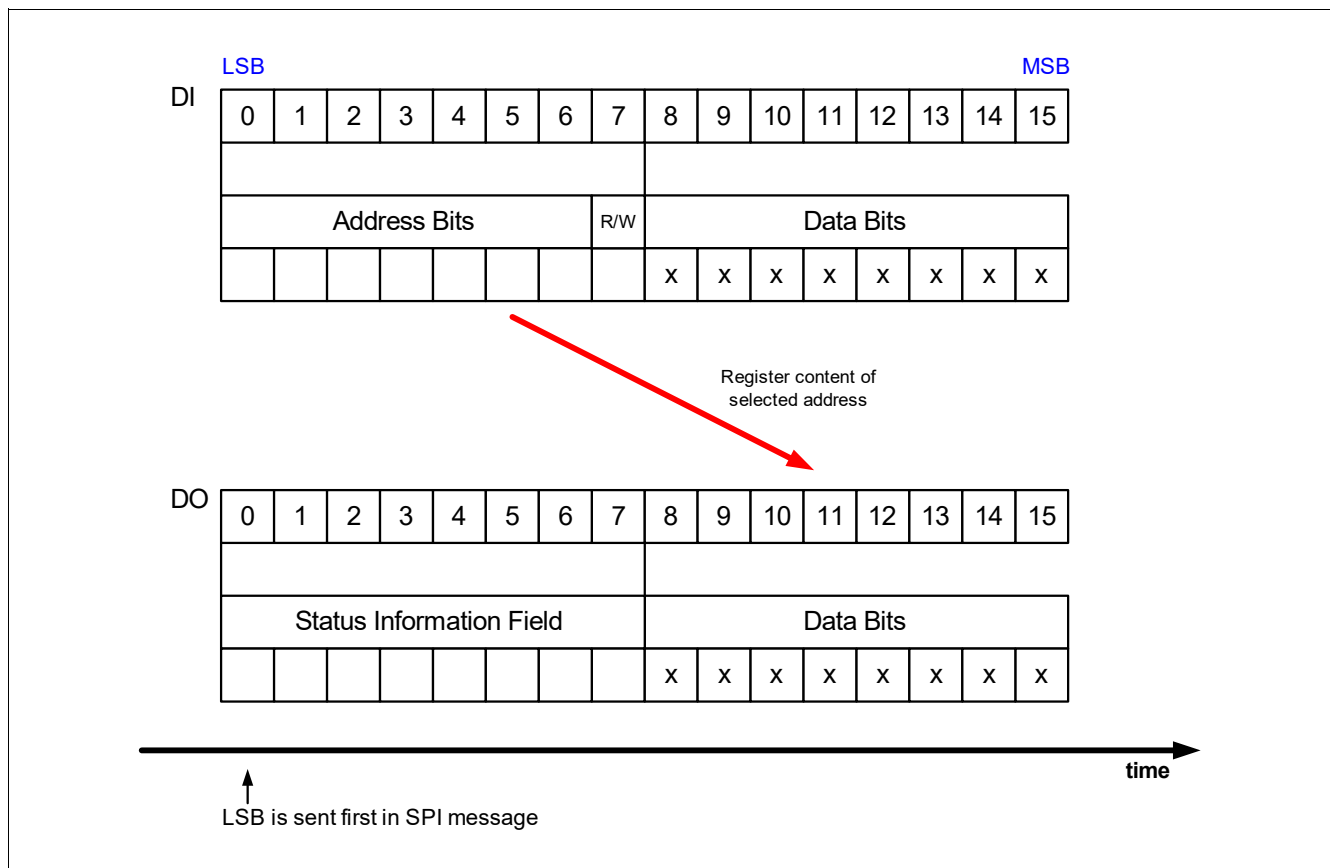 LSB MSB
DI 0 1 2 3 4 5 6 7 8 9 10 11 12 13 14 15
Address Bits R/W Data Bits
x x x x x x x x
Register content of
selected address
DO 0 1 2 3 4 5 6 7 8 9 10 11 12 13 14 15
Status Information Field Data Bits
x x x x x x x x
time
LSB is sent first in SPI message